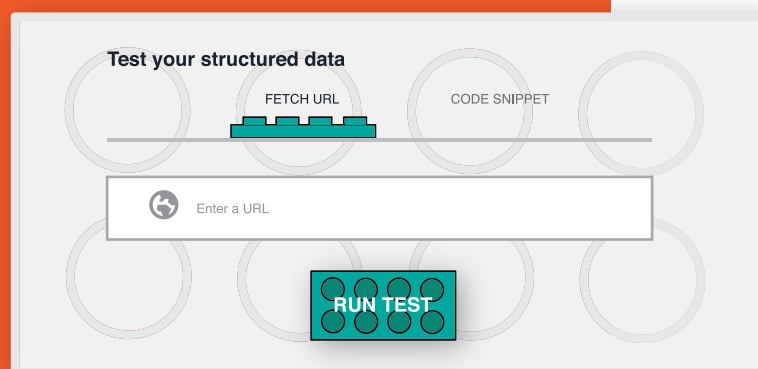 Test your structured data
FETCH URL CODE SNIPPET
Enter a URL
RUN TEST